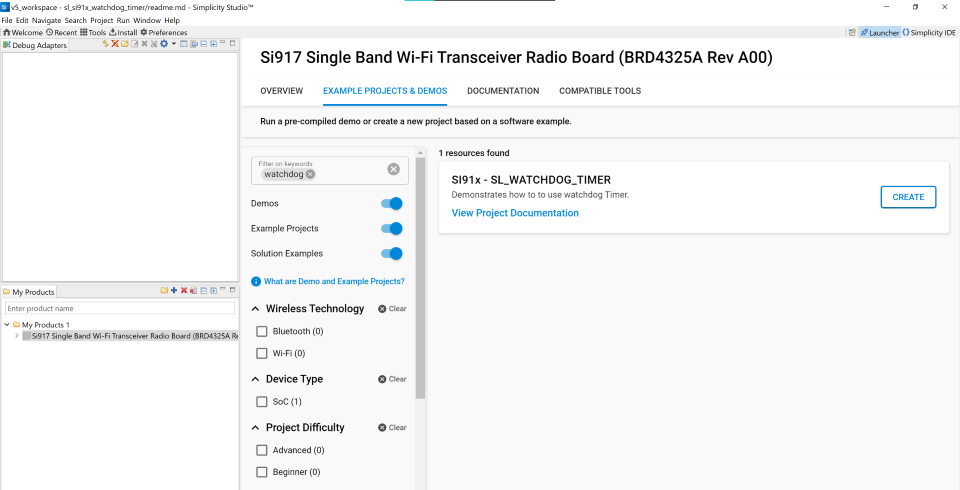 v5_workspace - sl_si91x_watchdog_timer/readme.md - Simplicity Studio™
File Edit Navigate Search Project Run Window Help
Welcome Recent Tools Install Preferences
Launcher Simplicity IDE
Debug Adapters
My Products
Enter product name
My Products 1
Si917 Single Band Wi-Fi Transceiver Radio Board (BRD4325A Re
Si917 Single Band Wi-Fi Transceiver Radio Board (BRD4325A Rev A00)
OVERVIEW EXAMPLE PROJECTS & DEMOS DOCUMENTATION COMPATIBLE TOOLS
Run a pre-compiled demo or create a new project based on a software example.
Filter on keywords
watchdog
Demos
Example Projects
Solution Examples
What are Demo and Example Projects?
Wireless Technology Clear
Bluetooth (0)
Wi-Fi (0)
Device Type Clear
SoC (1)
Project Difficulty Clear
Advanced (0)
Beginner (0)
1 resources found
SI91x - SL_WATCHDOG_TIMER
Demonstrates how to to use watchdog Timer.
View Project Documentation
CREATE